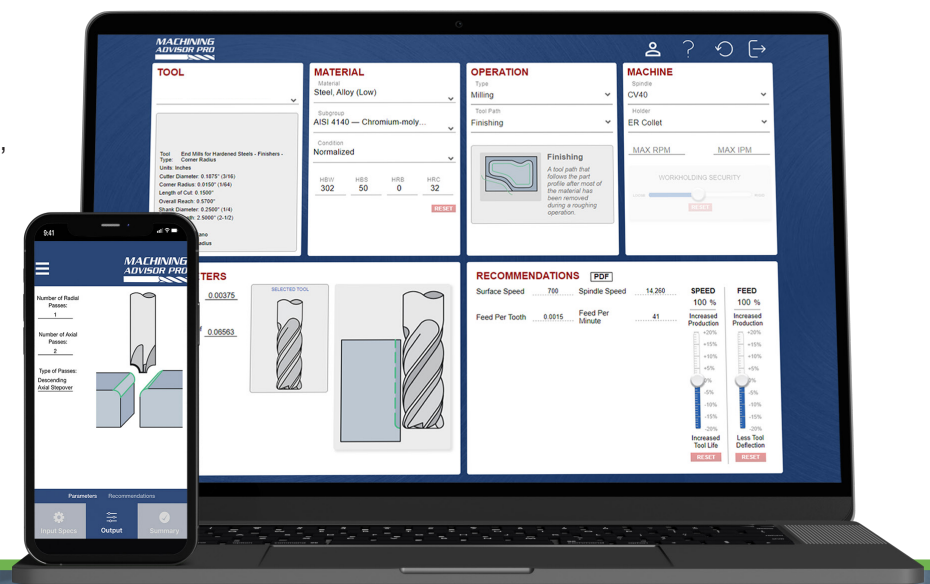 ,
MACHINING
ADVISOR PRO
?
TOOL
Tool Type: End Mills for Hardened Steels - Finishers - Corner Radius
Units: Inches
Cutter Diameter: 0.1875" (3/16)
Corner Radius: 0.0150" (1/64)
Length of Cut: 0.1500"
Overall Reach: 0.5700"
Shank Diameter: 0.2500" (1/4)
2.5000" (2-1/2)
MATERIAL
Material
Steel, Alloy (Low)
Subgroup
AISI 4140 — Chromium-moly...
Condition
Normalized
HBW HBS HRB HRC
302 50 0 32
RESET
OPERATION
Type
Milling
Tool Path
Finishing
Finishing
A tool path that
follows the part
profile after most of
the material has
been removed
during a roughing
operation.
MACHINE
Spindle
CV40
Holder
ER Collet
MAX RPM MAX IPM
WORKHOLDING SECURITY
RESET
TERS
0.00375
0.06563
SELECTED TOOL
RECOMMENDATIONS PDF
Surface Speed 700 Spindle Speed 14,260
Feed Per Tooth 0.0015 Feed Per Minute 41
SPEED
100 %
Increased
Production
+20%
+15%
+10%
+5%
0%
-5%
-10%
-15%
-20%
Increased
Tool Life
RESET
FEED
100 %
Increased
Production
+20%
+15%
+10%
+5%
0%
-5%
-10%
-15%
-20%
Less Tool
Deflection
RESET
9:41
MACHINING
ADVISOR PRO
Number of Radial
Passes:
1
Number of Axial
Passes:
2
Type of Passes:
Descending
Axial Stepover
Parameters Recommendations
Input Specs Output Summary